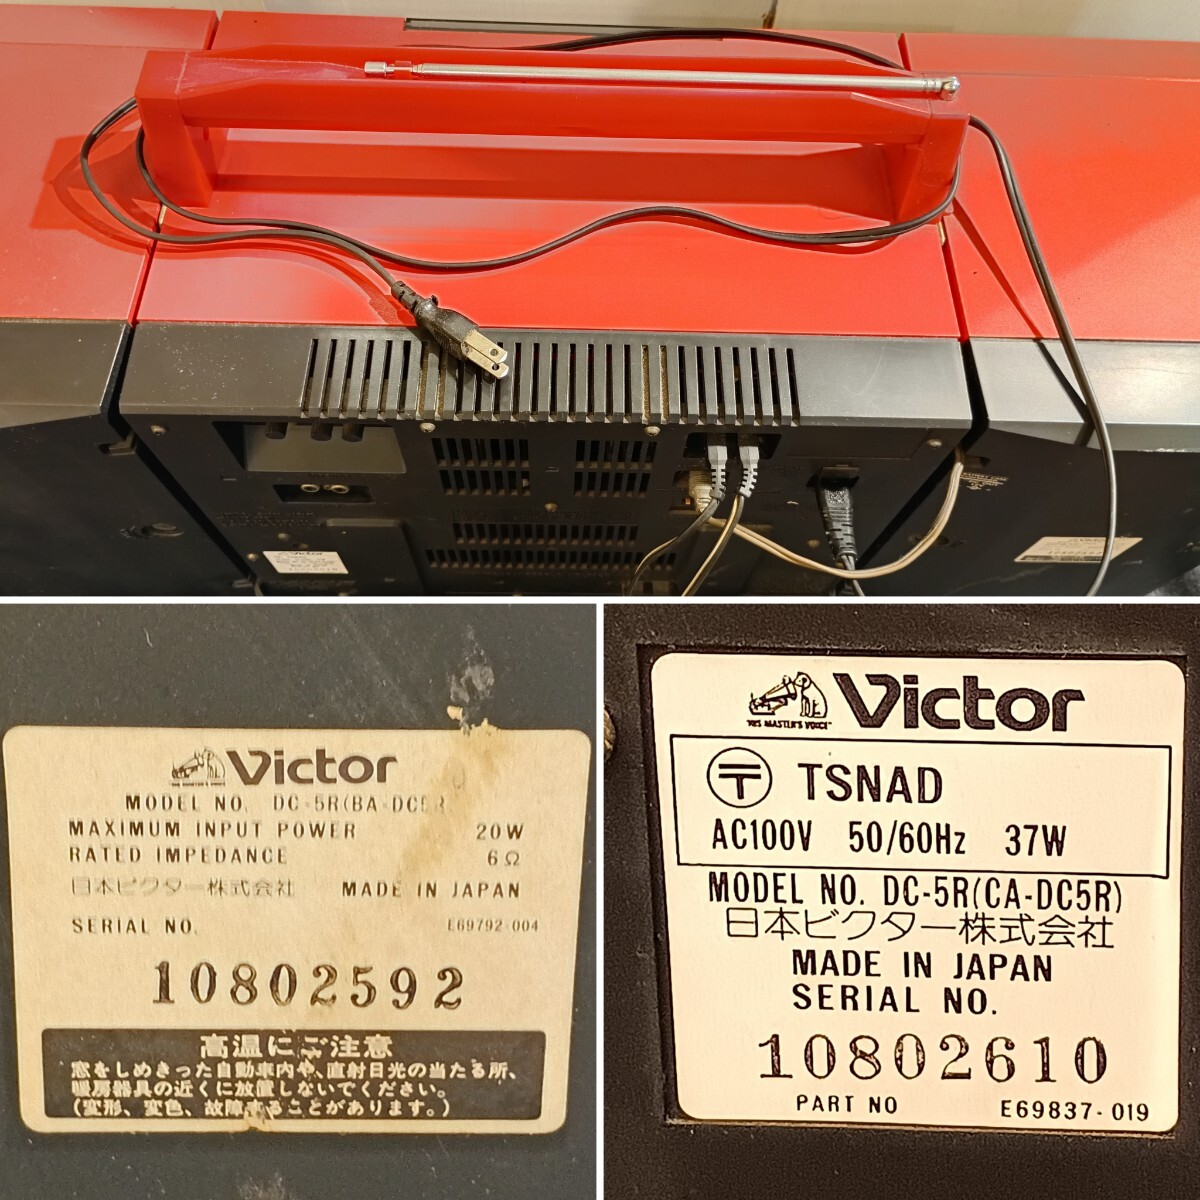 Victor
Victor
"HIS MASTER'S VOICE"
MODEL NO. DC-5R(BA-DC5R
MAXIMUM INPUT POWER 20W
RATED IMPEDANCE 6Ω
日本ビクター株式会社 MADE IN JAPAN
SERIAL NO. E69792-004
10802592
高温にご注意
窓をしめきった自動車内や、直射日光の当たる所、
暖房器具の近くに放置しないでください。
(変形、変色、故障することがあります。)
Victor
"HIS MASTER'S VOICE"
〒 TSNAD
AC100V 50/60Hz 37W
MODEL NO. DC-5R(CA-DC5R)
日本ビクター株式会社
MADE IN JAPAN
SERIAL NO.
10802610
PART NO E69837-019